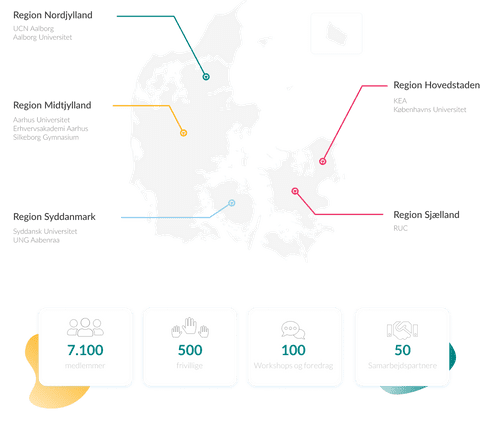 Region Nordjylland
UCN Aalborg
Aalborg Universitet
Region Midtjylland
Aarhus Universitet
Erhvervsakademi Aarhus
Silkeborg Gymnasium
Region Syddanmark
Syddansk Universitet
UNG Aabenraa
Region Hovedstaden
KEA
Københavns Universitet
Region Sjælland
RUC
7.100
medlemmer
500
frivillige
100
Workshops og foredrag
50
Samarbejdspartnere